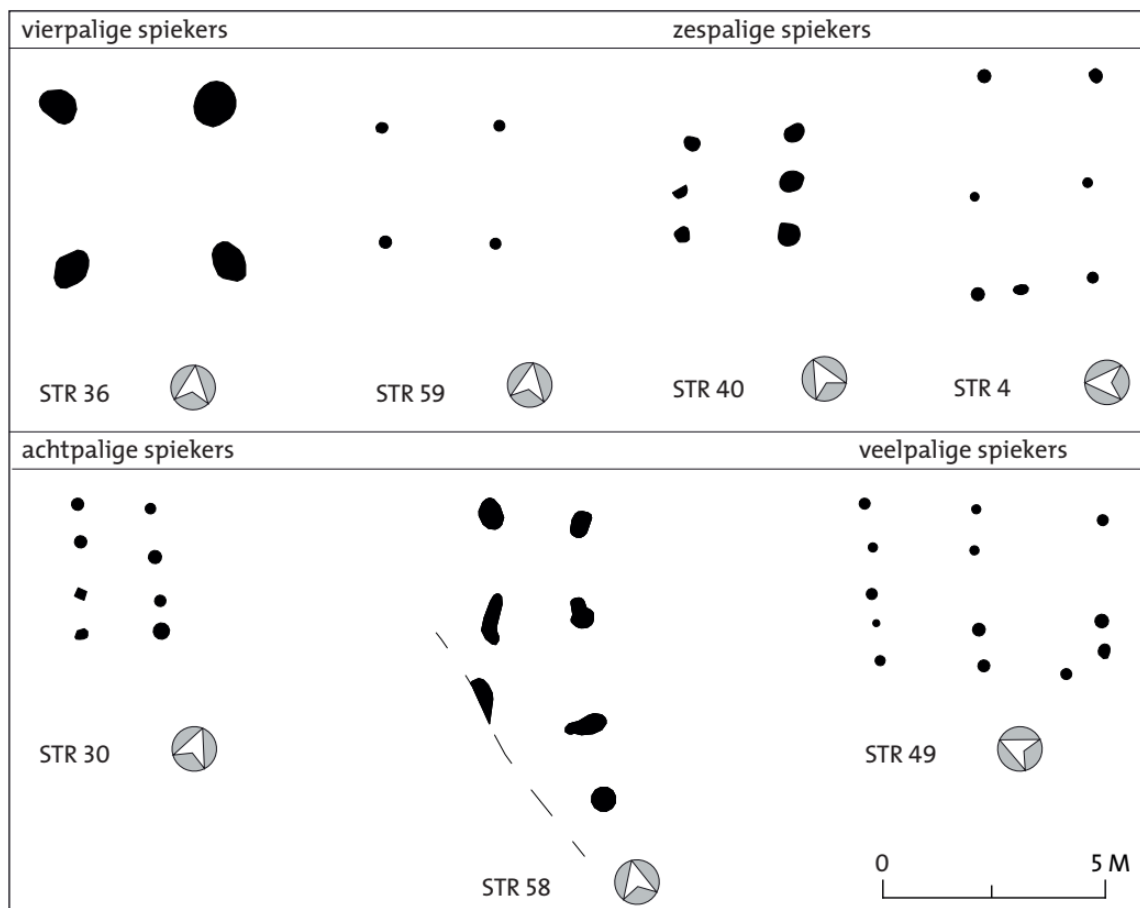 vierpalige spiekers
zespalige spiekers
STR 36
STR 59
STR 40
STR 4
achtpalige spiekers
veelpalige spiekers
STR 30
STR 58
STR 49
0 5 M